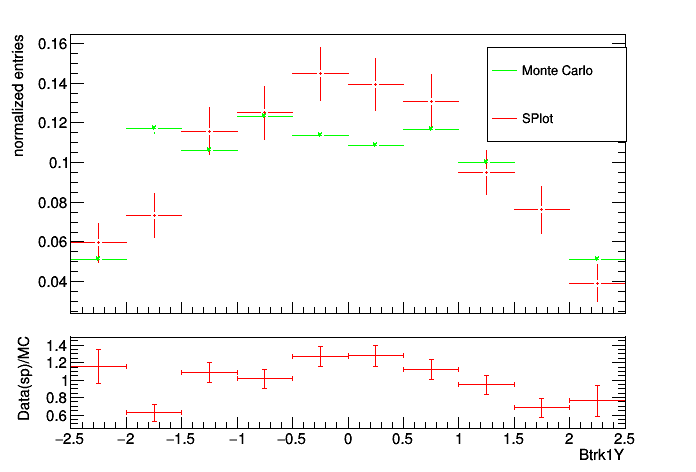 normalized entries
0.16
0.14
0.12
0.1
0.08
0.06
0.04
Monte Carlo
SPlot
Data(sp)/MC
1.4
1.2
1
0.8
0.6
−2.5 −2 −1.5 −1 −0.5 0 0.5 1 1.5 2 2.5
Btrk1Y